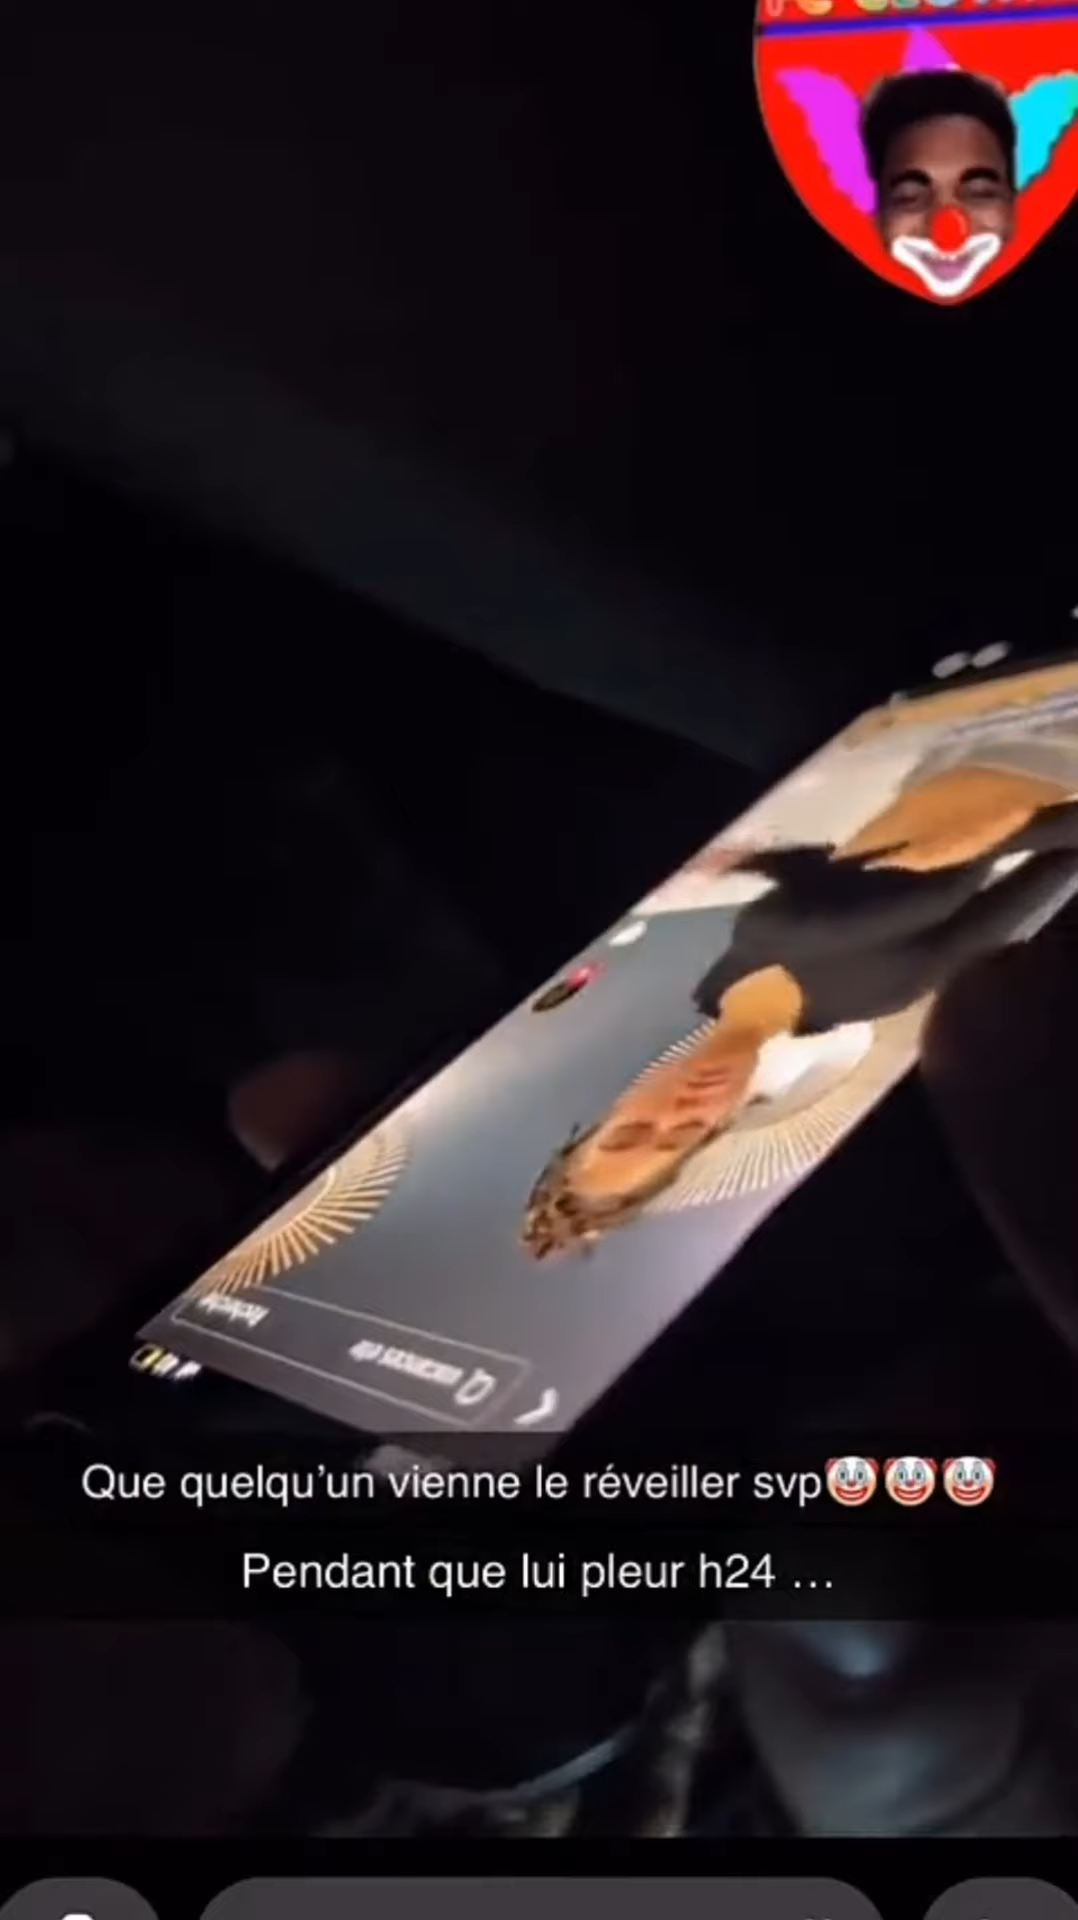 Que quelqu’un vienne le réveiller svp🤡🤡🤡
Pendant que lui pleur h24 …